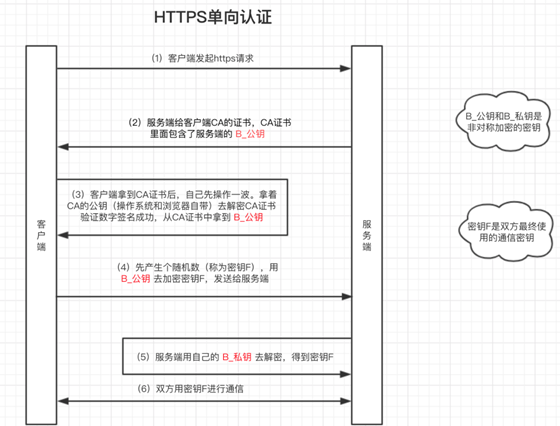 HTTPS单向认证
（1）客户端发起https请求
（2）服务端给客户端CA的证书，CA证书
里面包含了服务端的 B_公钥
B_公钥和B_私钥是
非对称加密的密钥
（3）客户端拿到CA证书后，自己先操作一波。拿着
CA的公钥（操作系统和浏览器自带）去解密CA证书
验证数字签名成功，从CA证书中拿到 B_公钥
客户端
服务端
密钥F是双方最终使
用的通信密钥
（4）先产生个随机数（称为密钥F），用
B_公钥 去加密密钥F，发送给服务端
（5）服务端用自己的 B_私钥 去解密，得到密钥F
（6）双方用密钥F进行通信